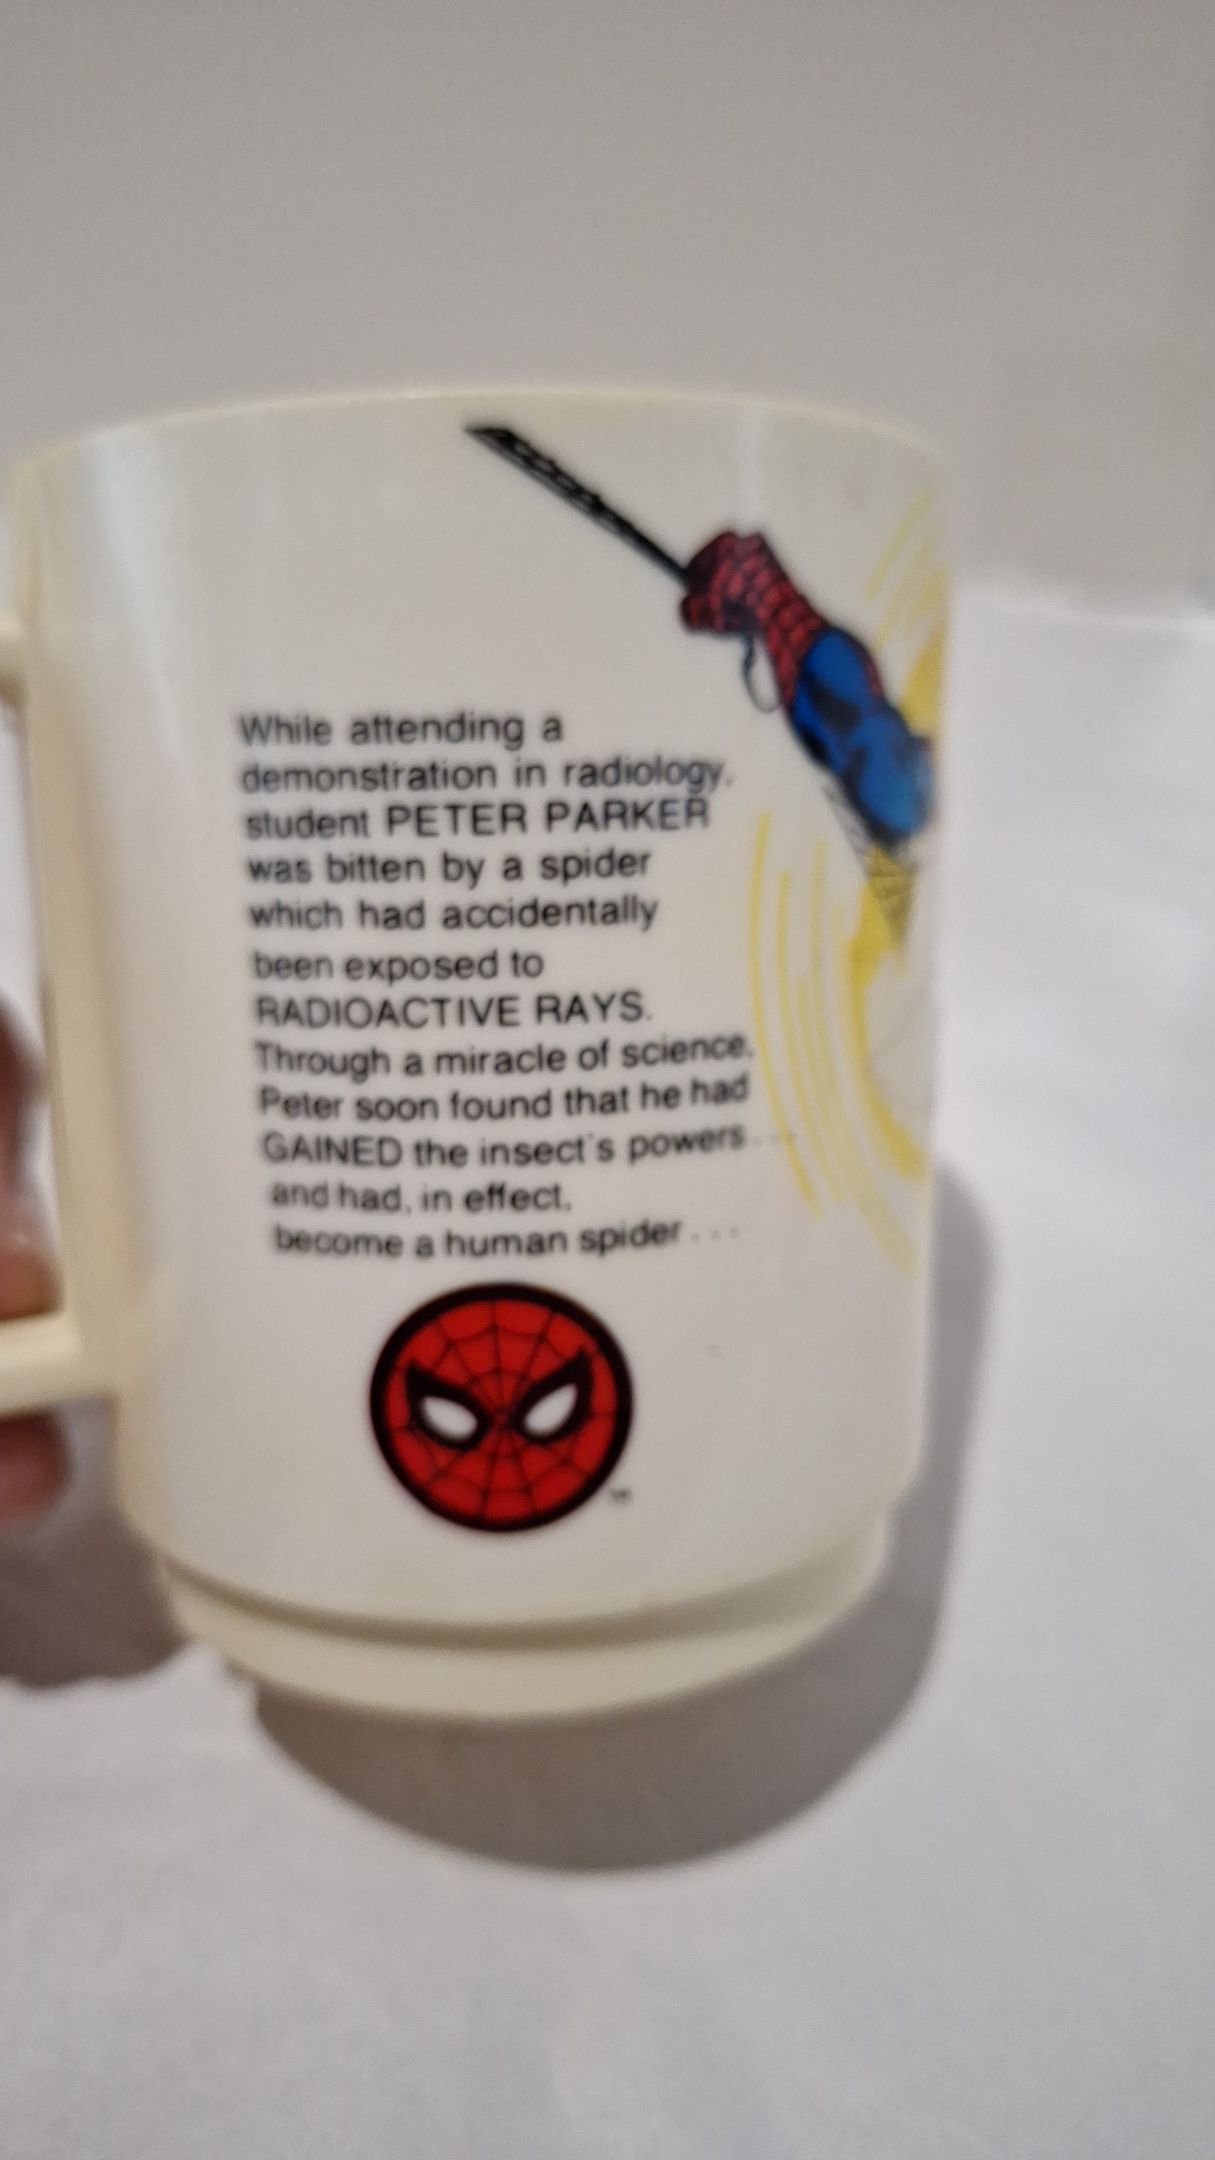 While attending a
demonstration in radiology,
student PETER PARKER
was bitten by a spider
which had accidentally
been exposed to
RADIOACTIVE RAYS.
Through a miracle of science,
Peter soon found that he had
GAINED the insect's powers...
and had, in effect,
become a human spider...
TM